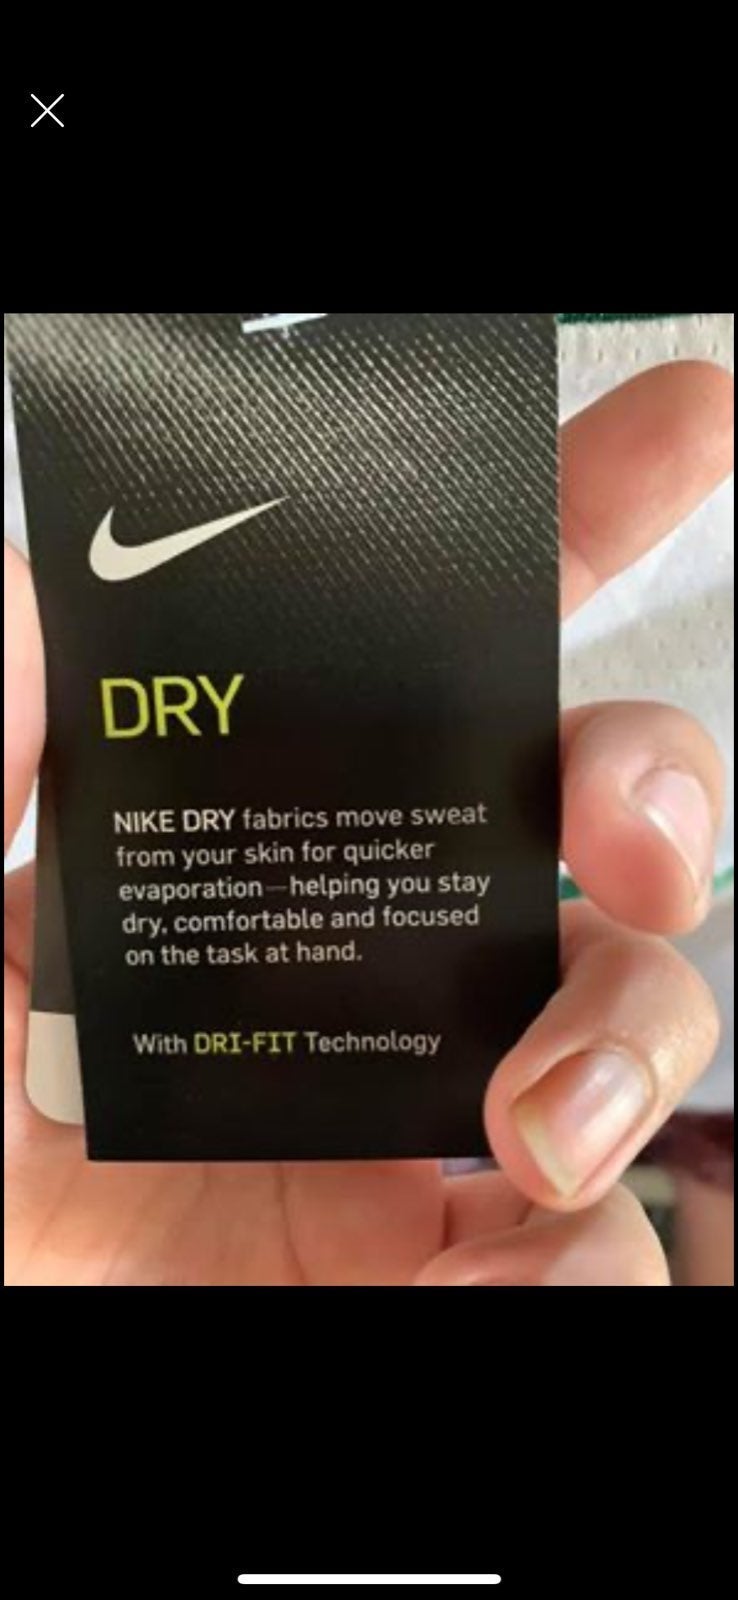 DRY
NIKE DRY fabrics move sweat
from your skin for quicker
evaporation—helping you stay
dry, comfortable and focused
on the task at hand.
With DRI-FIT Technology